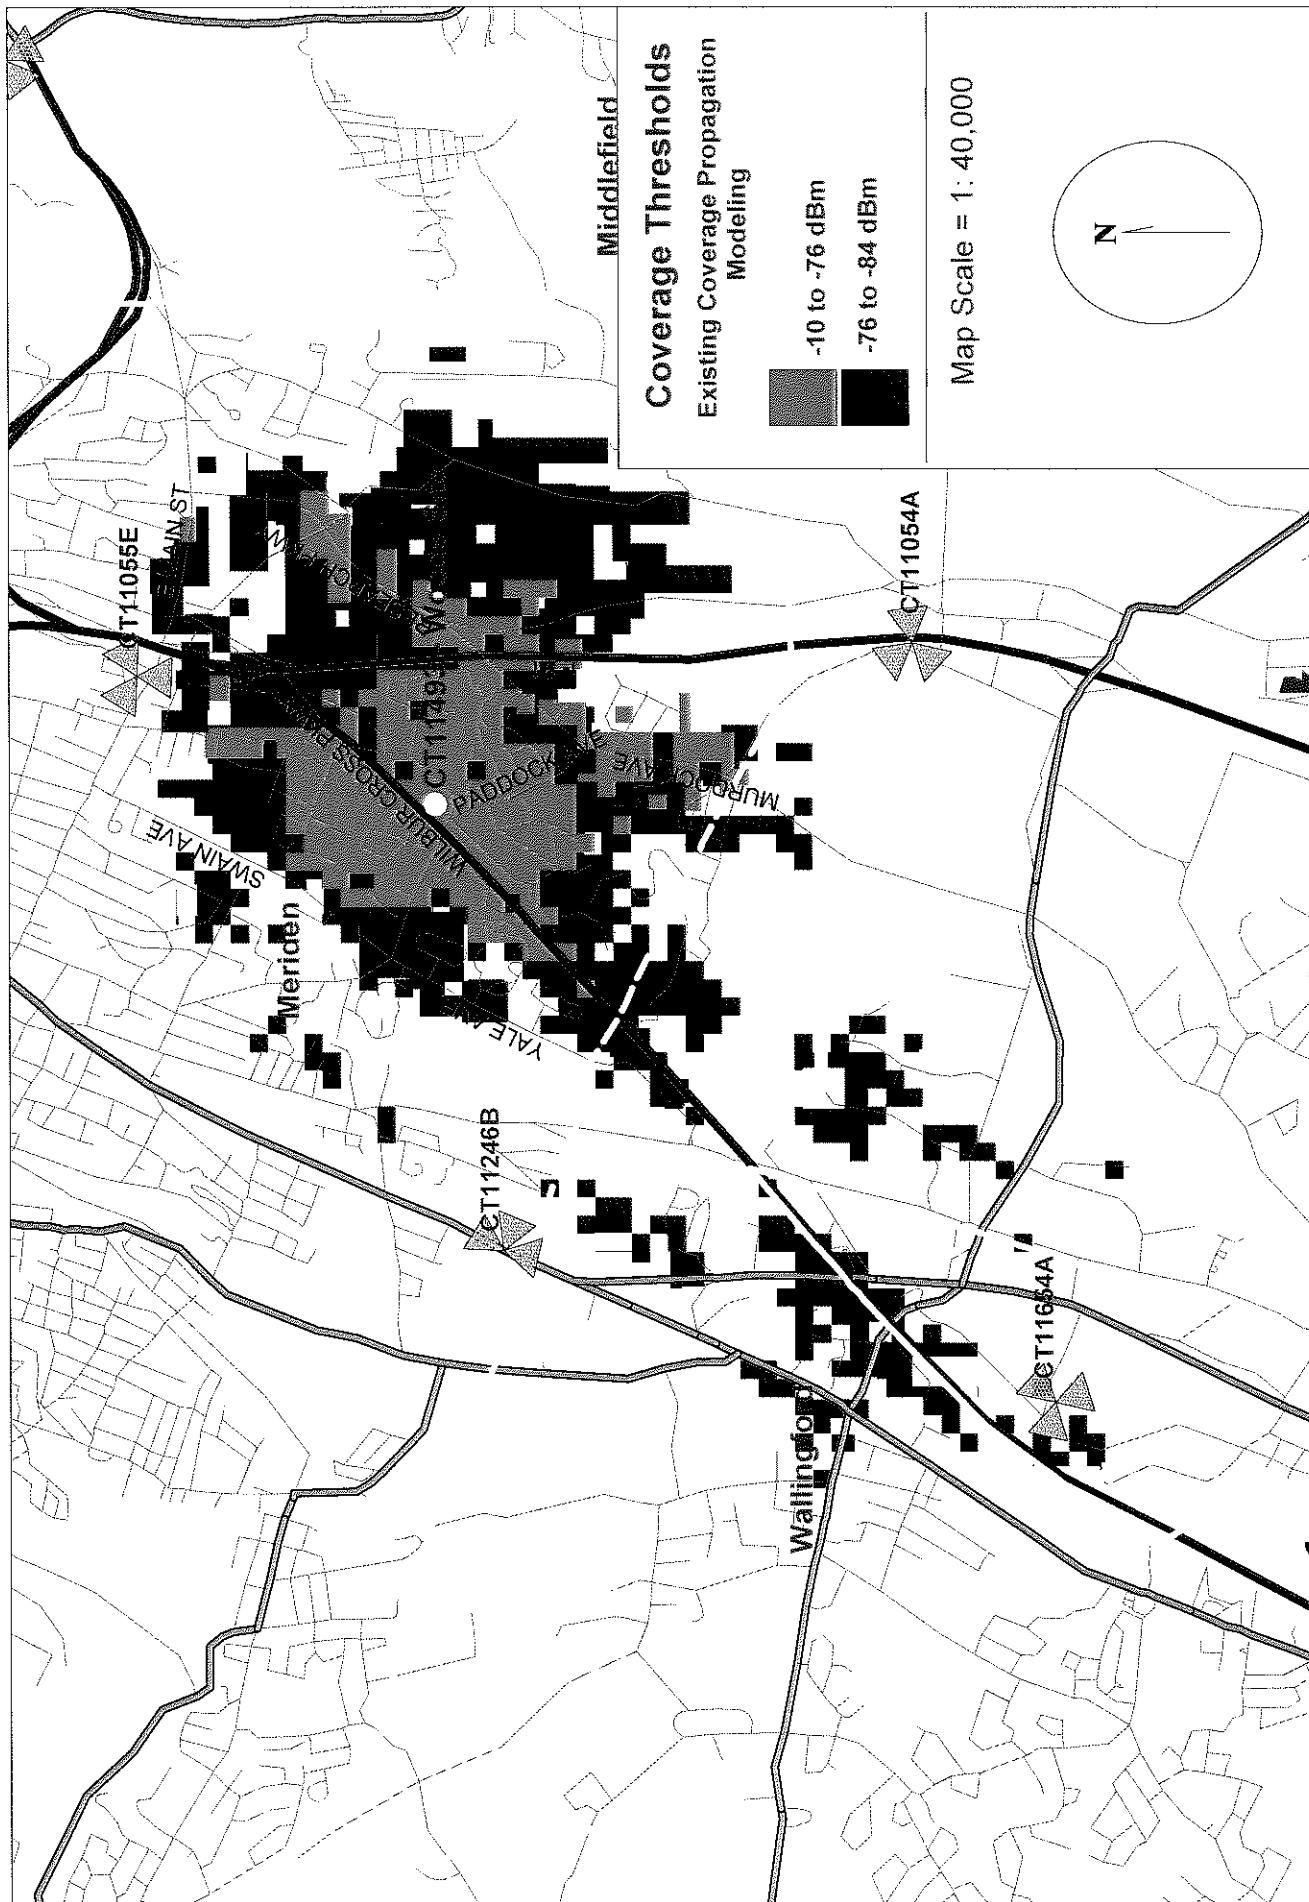 Middlefield
Coverage Thresholds
Existing Coverage Propagation
Modeling
-10 to -76 dBm
-76 to -84 dBm
Map Scale = 1: 40,000
N
CT11055E
MAIN ST
SWAIN AVE
Meriden
WILBUR CROSS PKWY
PADDOCK AVE
MURDOCK AVE
YALE AVE
CT11054A
CT11246B
CT11654A
Wallingford